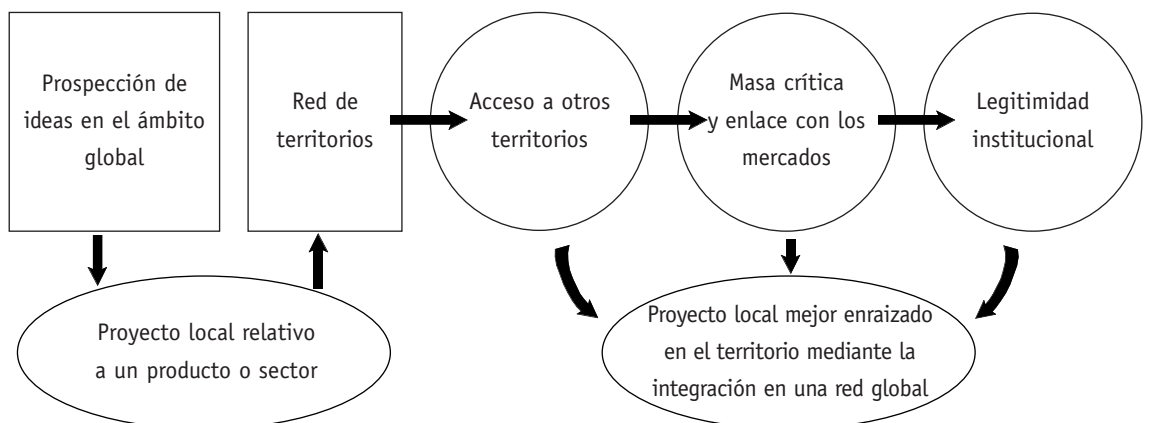 Prospección de
ideas en el ámbito
global
Red de
territorios
Acceso a otros
territorios
Masa crítica
y enlace con los
mercados
Legitimidad
institucional
Proyecto local relativo
a un producto o sector
Proyecto local mejor enraizado
en el territorio mediante la
integración en una red global